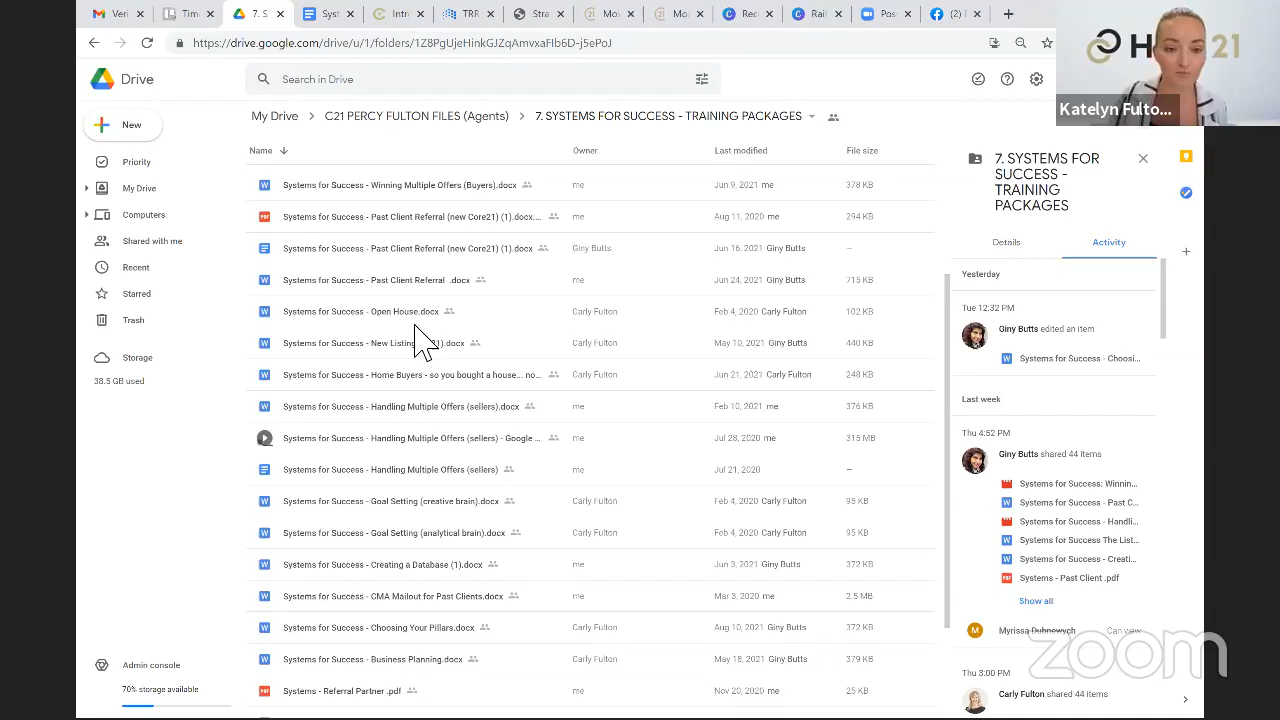 Veri
Time
7. S
Syst
Intr
TRR
Stra
Mo
Mo
Rec
Rail
Pos
(2)
https://drive.google.com/drive/u/1/folders/1Z8PgUJeHInkG2ZqAmvxaFIb6D-j5ePoJ
H 21
Katelyn Fulto...
Drive
Search in Drive
New
My Drive
C21 PERCY FULTON FILES (Agents)
7. SYSTEMS FOR SUCCESS - TRAINING PACKAGES
Priority
My Drive
Computers
Shared with me
Recent
Starred
Trash
Storage
38.5 GB used
Admin console
70% storage available
Name Owner Last modified File size
Systems for Success - Winning Multiple Offers (Buyers).docx me Jun 9, 2021 me 378 KB
Systems for Success - Past Client Referral (new Core21) (1).docx.... me Aug 11, 2020 me 294 KB
Systems for Success - Past Client Referral (new Core21) (1).docx Giny Butts Jun 16, 2021 Giny Butts –
Systems for Success - Past Client Referral .docx me Jun 24, 2021 Giny Butts 715 KB
Systems for Success - Open House.docx Carly Fulton Feb 4, 2020 Carly Fulton 102 KB
Systems for Success - New Listing 1).docx Carly Fulton May 10, 2021 Giny Butts 440 KB
Systems for Success - Home Buyers - so you bought a house... no... Carly Fulton Jun 21, 2021 Carly Fulton 248 KB
Systems for Success - Handling Multiple Offers (sellers).docx me Feb 10, 2021 me 376 KB
Systems for Success - Handling Multiple Offers (sellers) - Google ... me Jul 28, 2020 me 315 MB
Systems for Success - Handling Multiple Offers (sellers) me Jul 21, 2020 –
Systems for Success - Goal Setting (creative brain).docx Carly Fulton Feb 4, 2020 Carly Fulton 95 KB
Systems for Success - Goal Setting (analytical brain).docx Carly Fulton Feb 4, 2020 Carly Fulton 95 KB
Systems for Success - Creating a Database (1).docx me Jun 3, 2021 Giny Butts 372 KB
Systems for Success - CMA Mailout for Past Clients.docx me Mar 3, 2020 me 2.5 MB
Systems for Success - Choosing Your Pillars.docx Carly Fulton Aug 10, 2021 Giny Butts 372 KB
Systems for Success - Business Planning.docx Carly Fulton May 18, 2021 Giny Butts 379 KB
Systems - Referral Partner .pdf me Nov 20, 2020 me 25 KB
7. SYSTEMS FOR
SUCCESS -
TRAINING
PACKAGES
Details Activity
Yesterday
Tue 12:32 PM
Giny Butts edited an item
Systems for Success - Choosi...
Last week
Thu 4:52 PM
Giny Butts shared 44 items
Systems for Success: Winnin...
Systems for Success - Past C...
Systems for Success - Handli...
Systems for Success The List...
Systems for Success - Creati...
Systems - Past Client .pdf
Show all
Myrissa Dubnewych Can view
zoom
Thu 3:00 PM
Carly Fulton shared 44 items